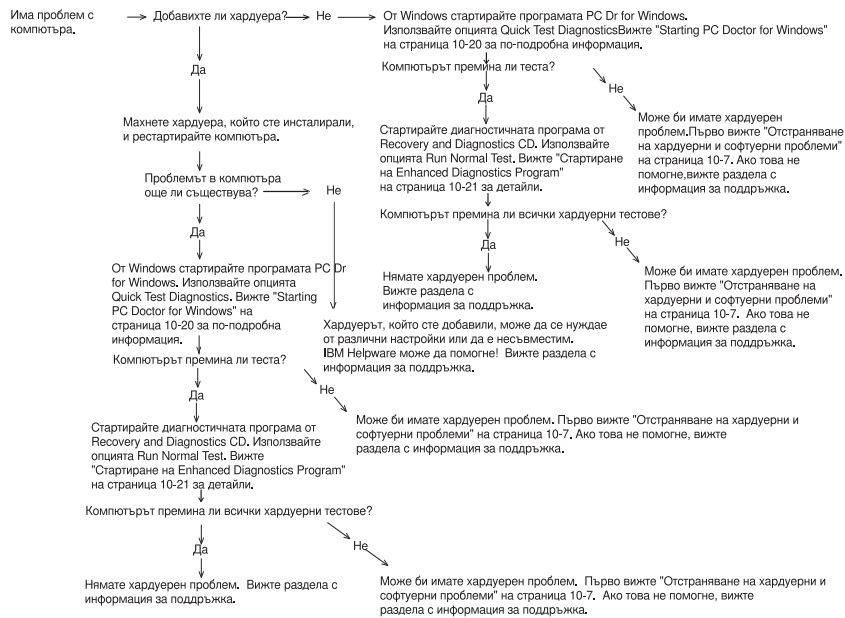 Има проблем с
компютъра.
Добавихте ли хардуера?
Не
От Windows стартирайте програмата PC Dr for Windows.
Използвайте опцията Quick Test DiagnosticsВижте "Starting PC Doctor for Windows"
на страница 10-20 за по-подробна информация.
Компютърът премина ли теста?
Не
Може би имате хардуерен
проблем.Първо вижте "Отстраняване
на хардуерни и софтуерни проблеми"
на страница 10-7. Ако това не
помогне,вижте раздела с
информация за поддръжка.
Да
Стартирайте диагностичната програма от
Recovery and Diagnostics CD. Използвайте
опцията Run Normal Test. Вижте "Стартиране
на Enhanced Diagnostics Program"
на страница 10-21 за детайли.
Компютърът премина ли всички хардуерни тестове?
Не
Може би имате хардуерен проблем.
Първо вижте "Отстраняване на
хардуерни и софтуерни проблеми"
на страница 10-7. Ако това не
помогне, вижте раздела с
информация за поддръжка.
Да
Нямате хардуерен проблем.
Вижте раздела с
информация за поддръжка.
Да
Махнете хардуера, който сте инсталирали,
и рестартирайте компютъра.
Проблемът в компютъра
още ли съществува?
Не
Хардуерът, който сте добавили, може да се нуждае
от различни настройки или да е несъвместим.
IBM Helpware може да помогне! Вижте раздела с
информация за поддръжка.
Да
От Windows стартирайте програмата PC Dr
for Windows. Използвайте опцията
Quick Test Diagnostics. Вижте "Starting
PC Doctor for Windows" на
страница 10-20 за по-подробна
информация.
Компютърът премина ли теста?
Не
Може би имате хардуерен проблем. Първо вижте "Отстраняване на хардуерни и
софтуерни проблеми" на страница 10-7. Ако това не помогне, вижте
раздела с информация за поддръжка.
Да
Стартирайте диагностичната програма от
Recovery and Diagnostics CD. Използвайте
опцията Run Normal Test. Вижте
"Стартиране на Enhanced Diagnostics Program"
на страница 10-21 за детайли.
Компютърът премина ли всички хардуерни тестове?
Не
Може би имате хардуерен проблем. Първо вижте "Отстраняване на хардуерни и
софтуерни проблеми" на страница 10-7. Ако това не помогне, вижте
раздела с информация за поддръжка.
Да
Нямате хардуерен проблем. Вижте раздела с
информация за поддръжка.